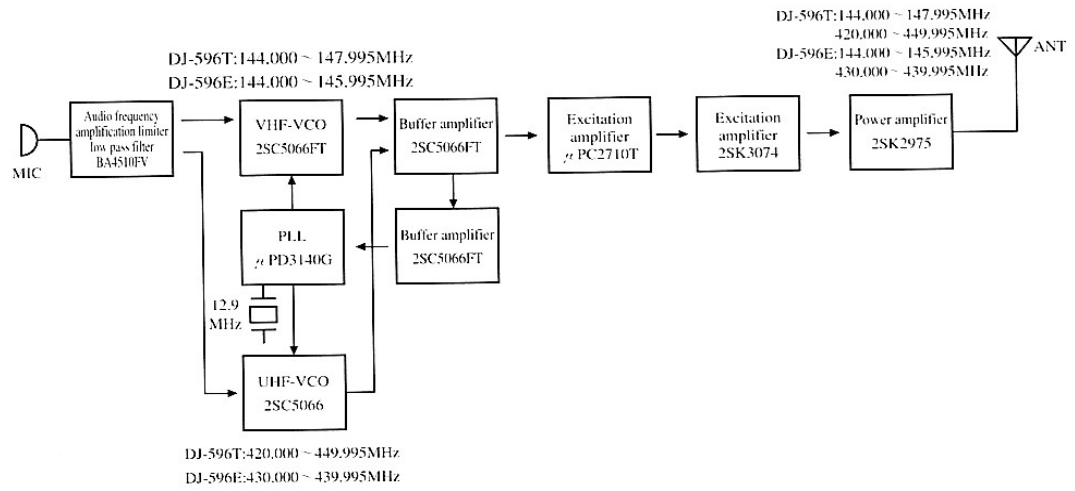 DJ-596T:144.000 ~ 147.995MHz
420.000 ~ 449.995MHz
DJ-596E:144.000 ~ 145.995MHz
430.000 ~ 439.995MHz
ANT
DJ-596T:144.000 ~ 147.995MHz
DJ-596E:144.000 ~ 145.995MHz
MIC
Audio frequency
amplification limiter
low pass filter
BA4510FV
VHF-VCO
2SC5066FT
Buffer amplifier
2SC5066FT
Excitation
amplifier
μ PC2710T
Excitation
amplifier
2SK3074
Power amplifier
2SK2975
PLL
μ PD3140G
Buffer amplifier
2SC5066FT
12.9
MHz
UHF-VCO
2SC5066
DJ-596T:420.000 ~ 449.995MHz
DJ-596E:430.000 ~ 439.995MHz